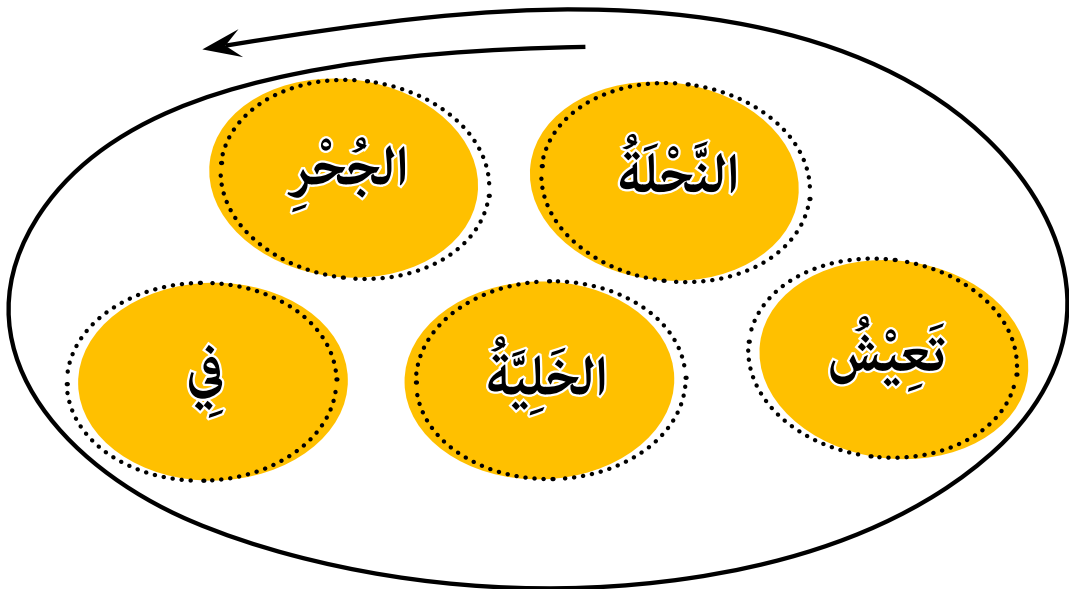 النَّحْلَةُ
الجُحْرِ
تَعِيْشُ
الخَلِيَّةُ
فِي